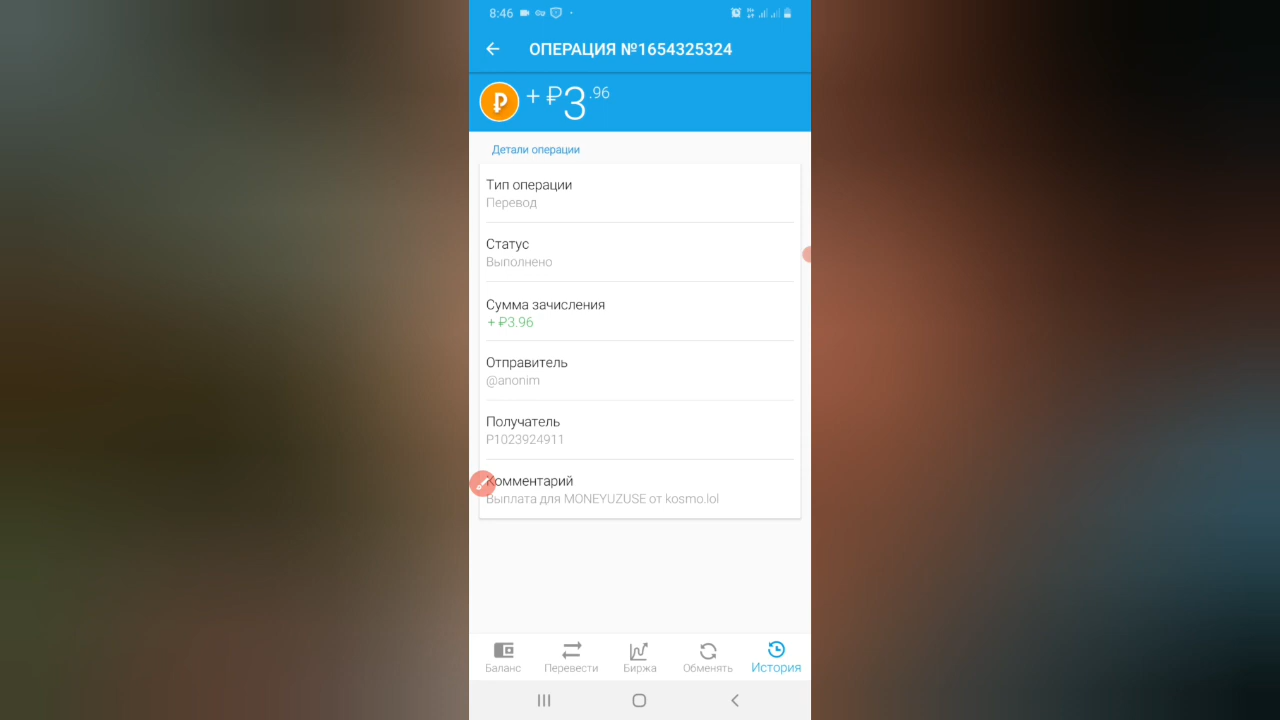 8:46
ОПЕРАЦИЯ №1654325324
+ ₽3.96
Детали операции
Тип операции
Перевод
Статус
Выполнено
Сумма зачисления
+ ₽3.96
Отправитель
@anonim
Получатель
P1023924911
Комментарий
Выплата для MONEYUZUSE от kosmo.lol
Баланс Перевести Биржа Обменять История